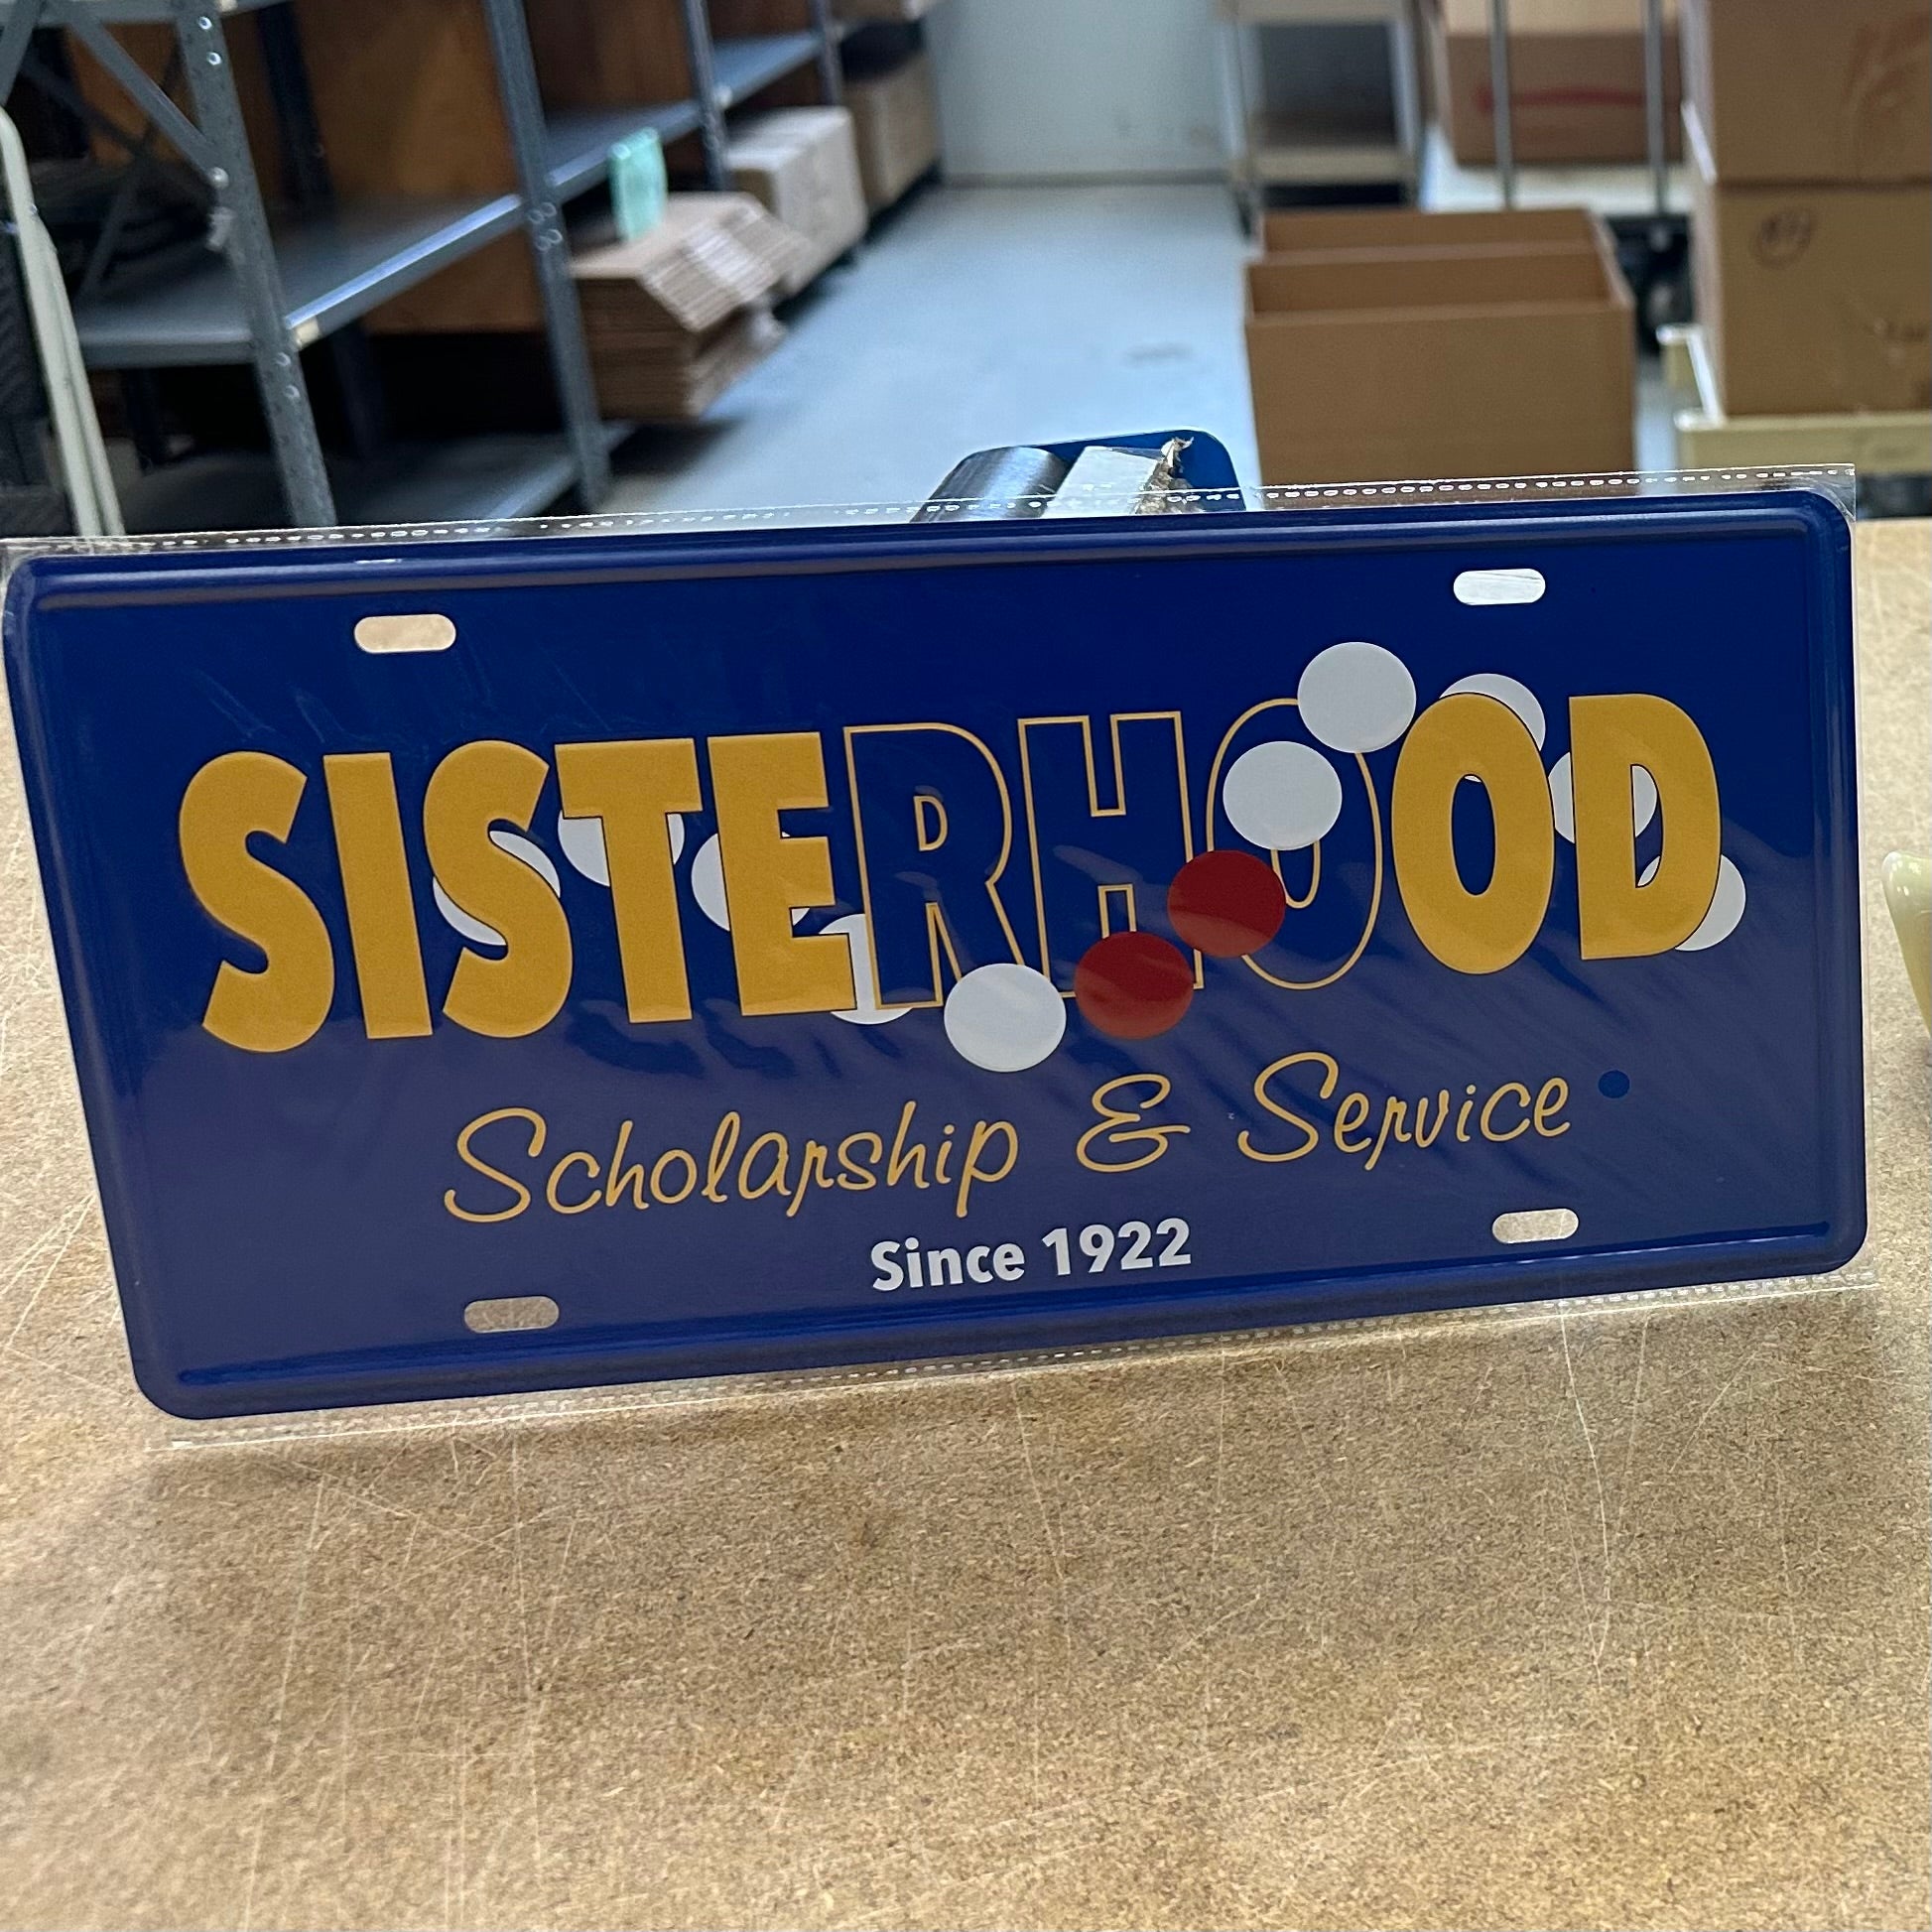 SISTERHOOD
Scholarship & Service
Since 1922